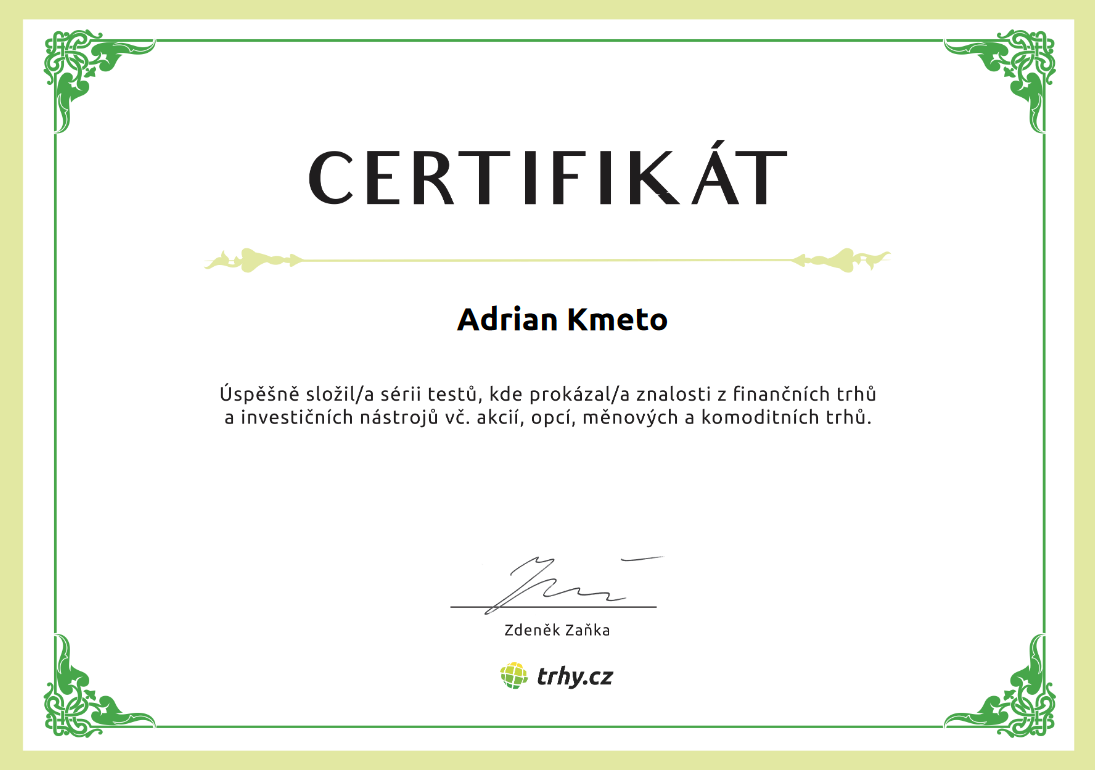 CERTIFIKÁT
Adrian Kmeto
Úspěšně složil/a sérii testů, kde prokázal/a znalosti z finančních trhů
a investičních nástrojů vč. akcií, opcí, měnových a komoditních trhů.
Zdeněk Zaňka
trhy.cz